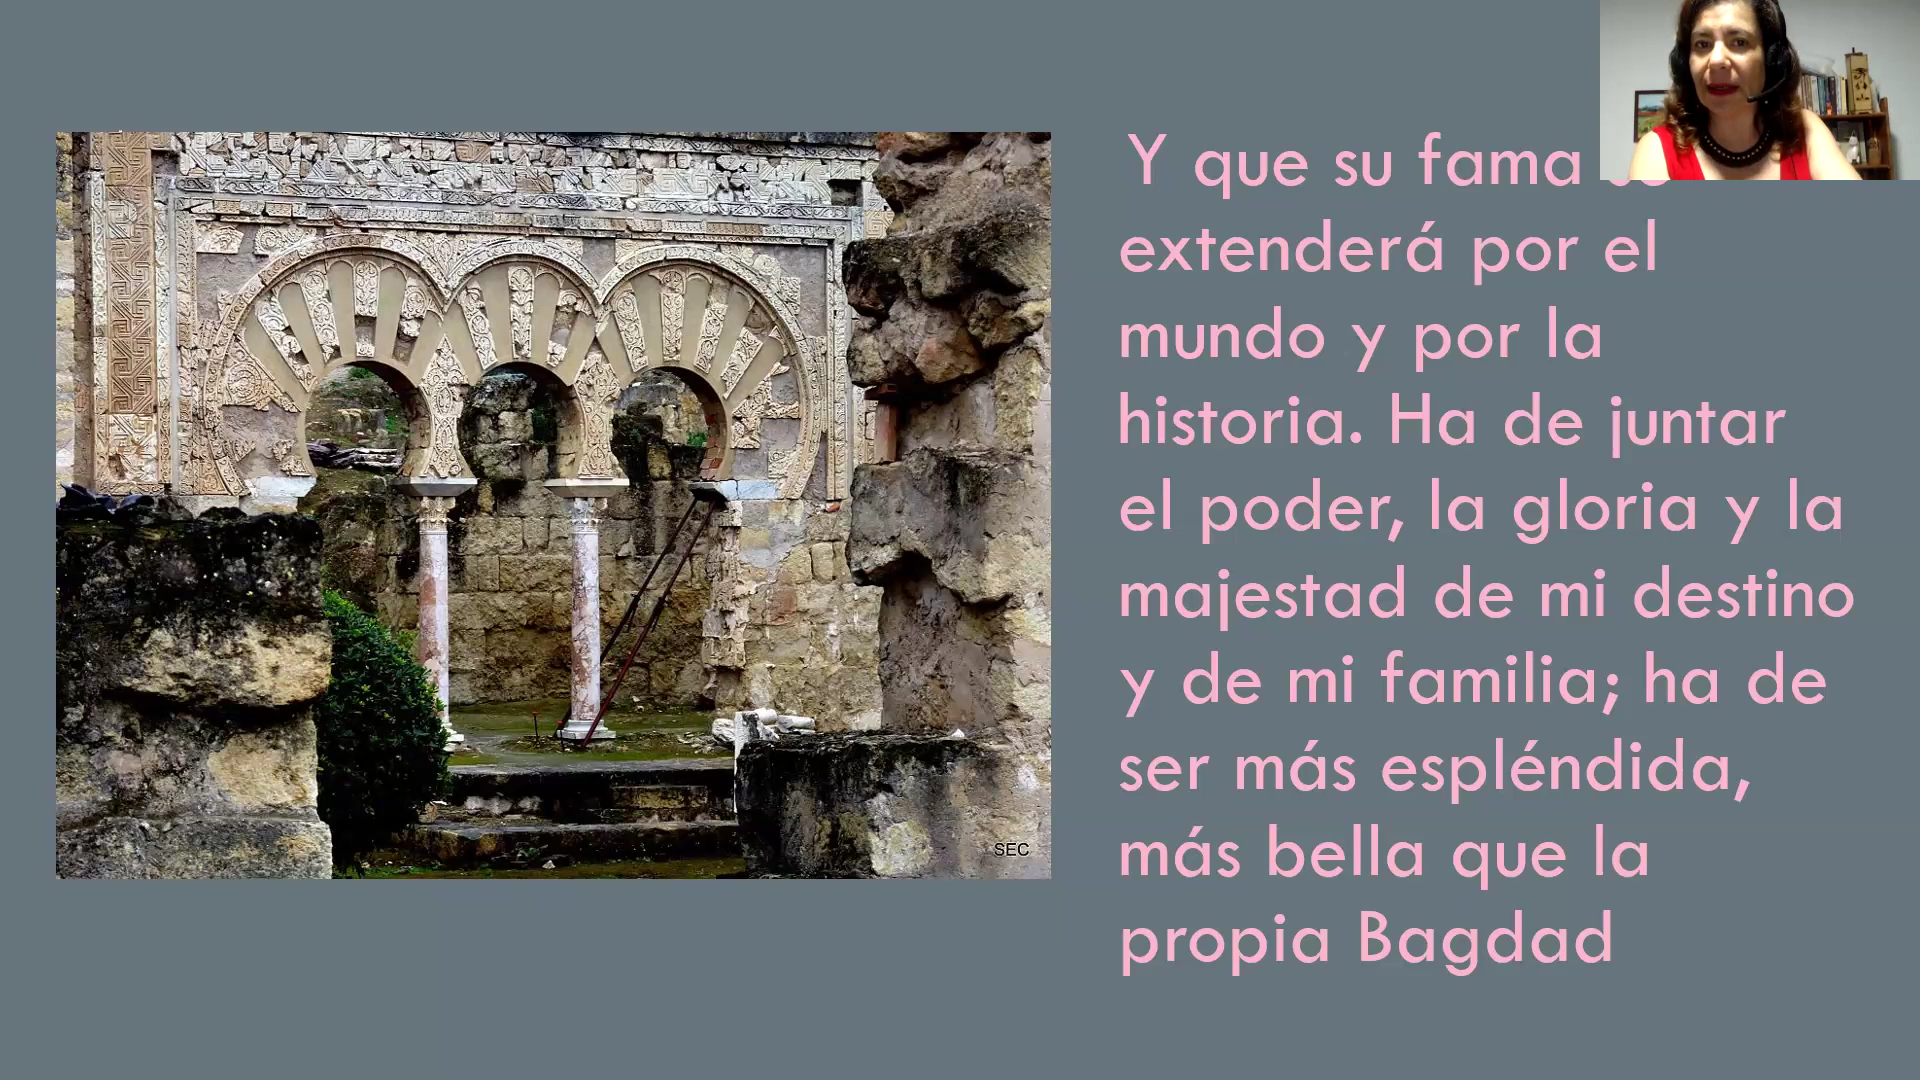 Y que su fama
extenderá por el
mundo y por la
historia. Ha de juntar
el poder, la gloria y la
majestad de mi destino
y de mi familia; ha de
ser más espléndida,
más bella que la
propia Bagdad
SEC